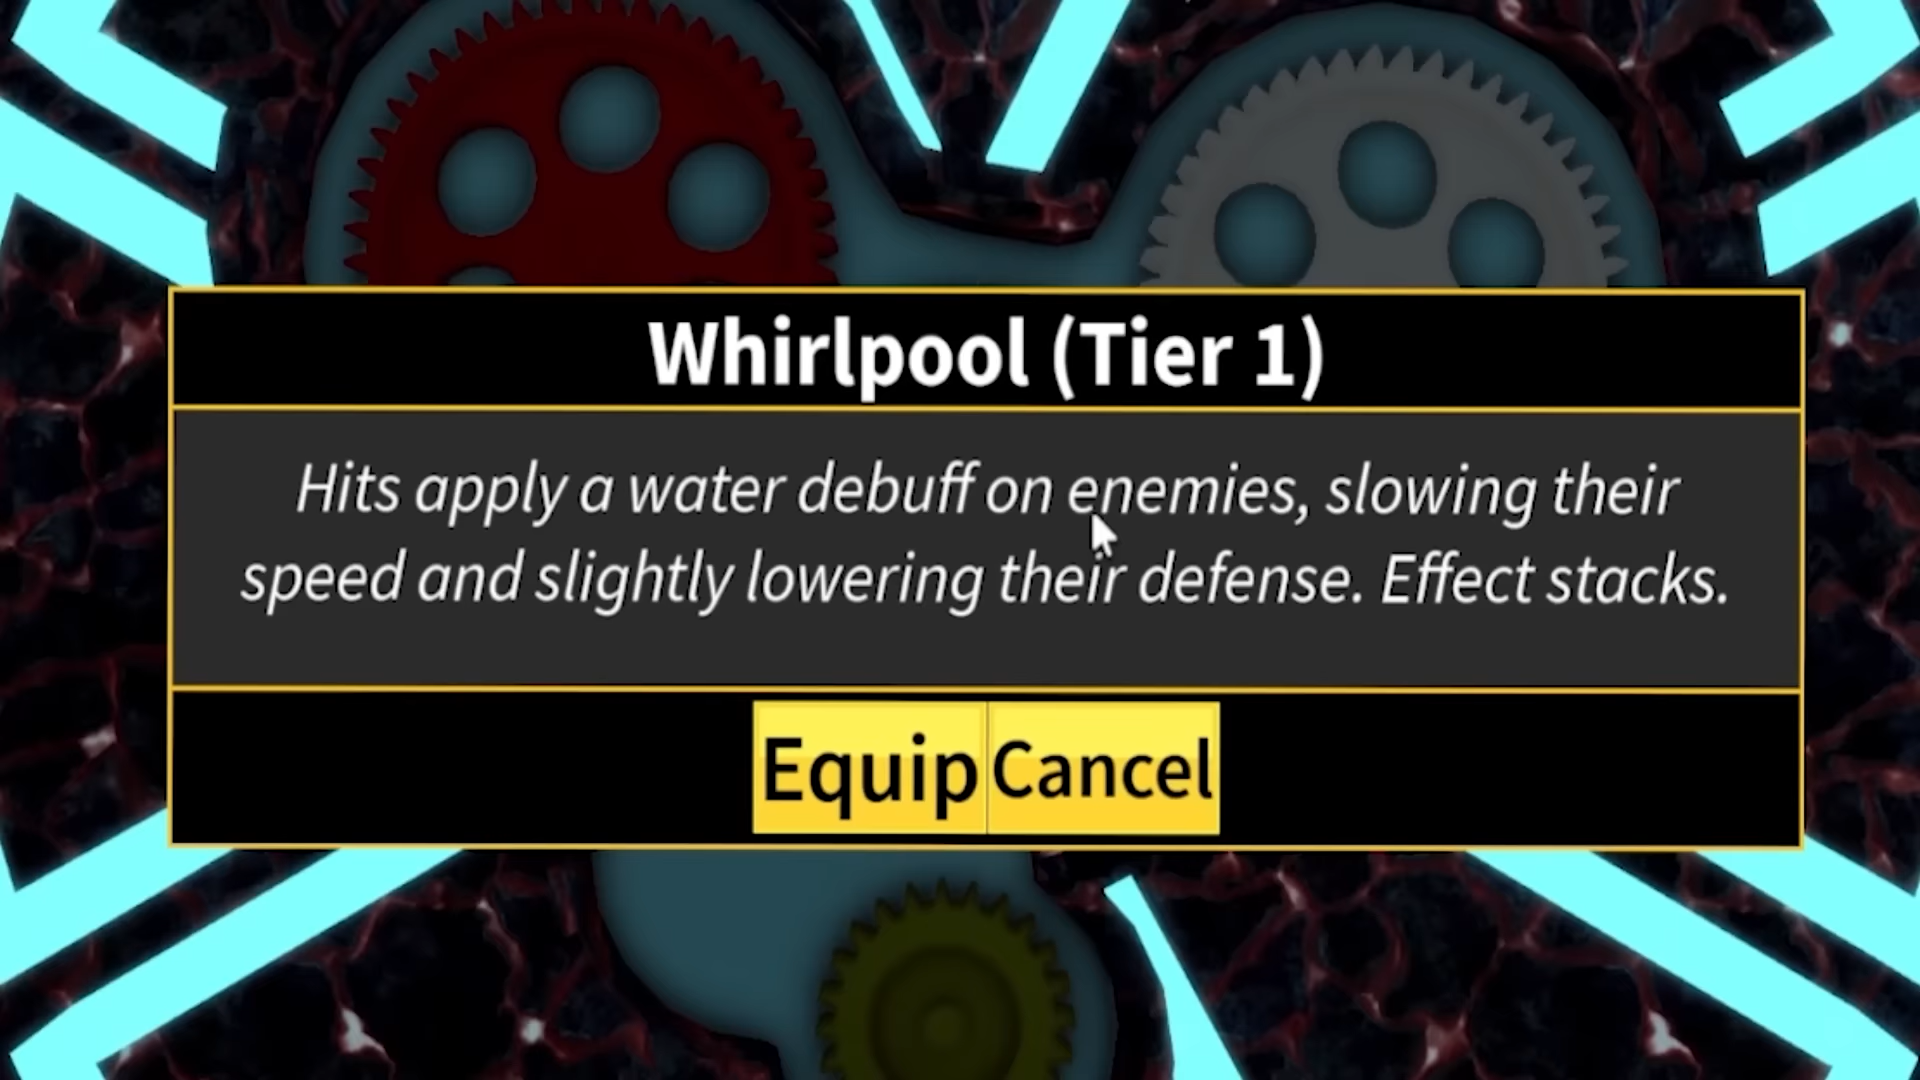 Whirlpool (Tier 1)
Hits apply a water debuff on enemies, slowing their
speed and slightly lowering their defense. Effect stacks.
Equip Cancel